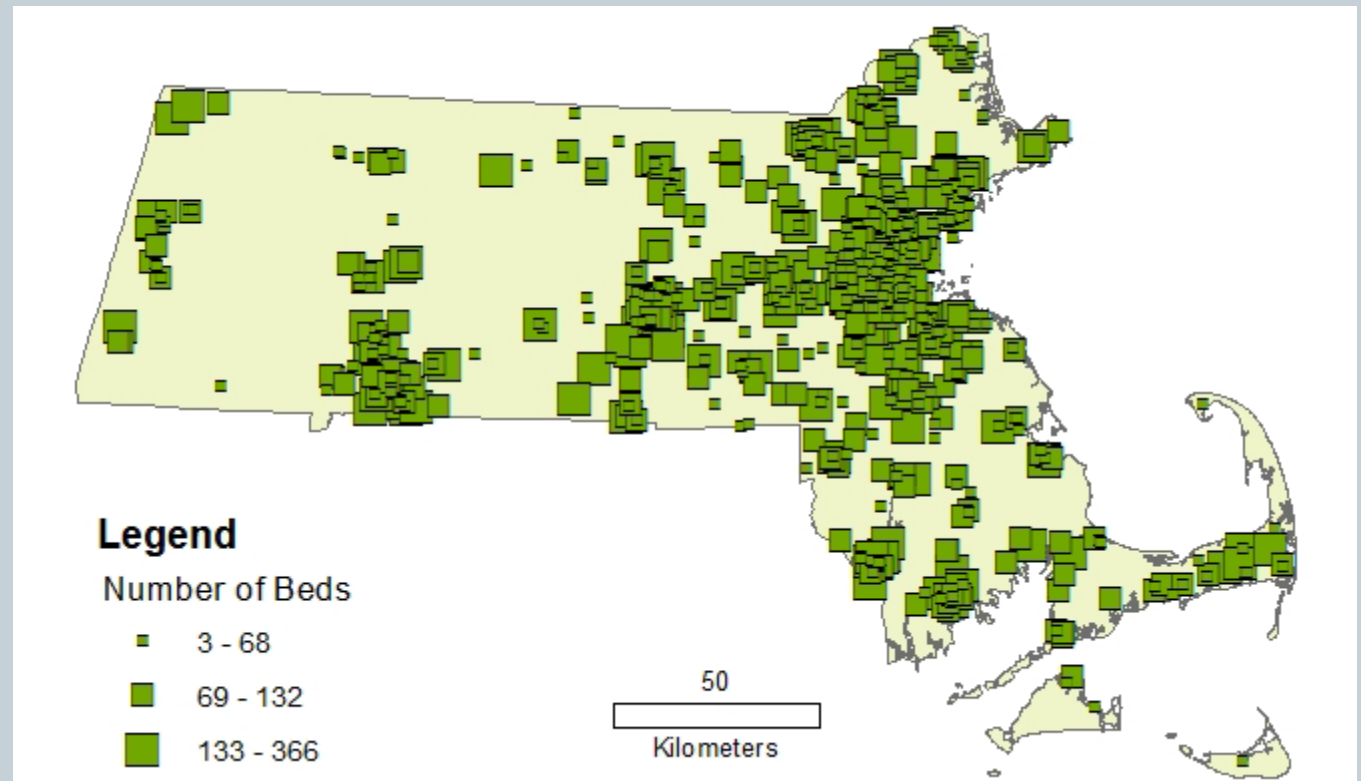 Legend
Number of Beds
3 - 68
69 - 132
133 - 366
50
Kilometers